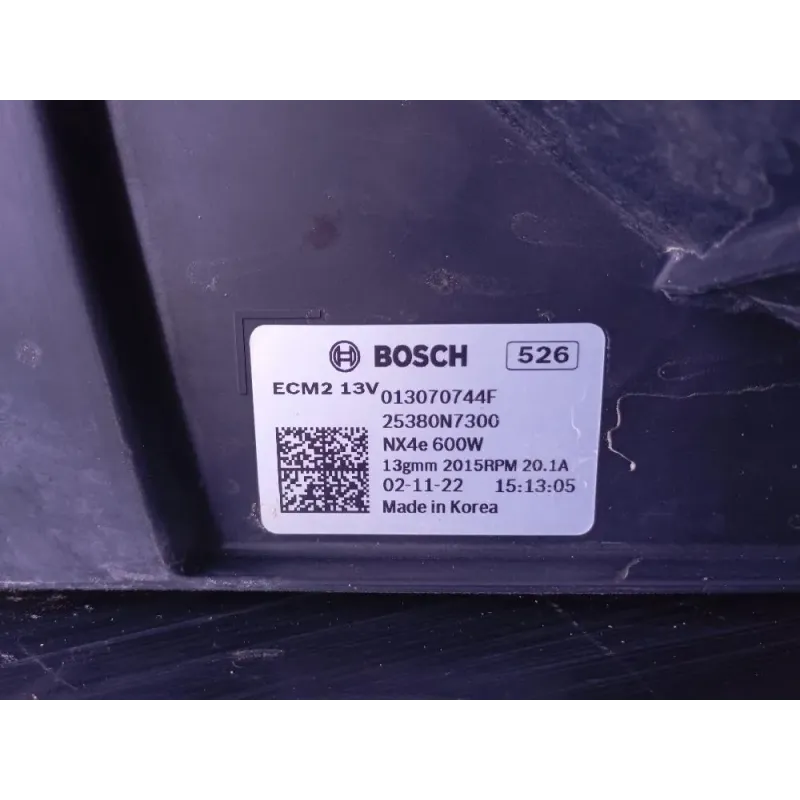 BOSCH 526
ECM2 13V 013070744F
25380N7300
NX4e 600W
13gmm 2015RPM 20.1A
02-11-22 15:13:05
Made in Korea